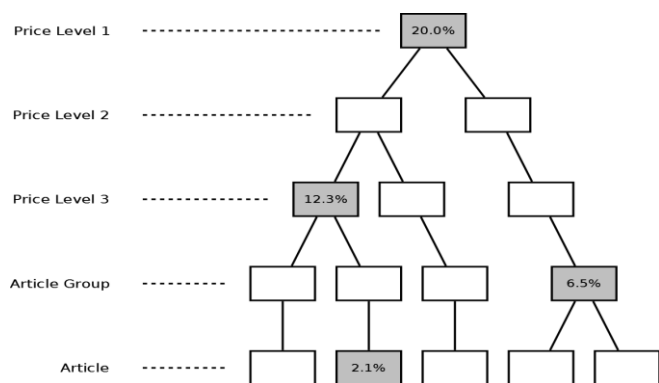 Price Level 1
20.0%
Price Level 2
Price Level 3
12.3%
Article Group
6.5%
Article
2.1%